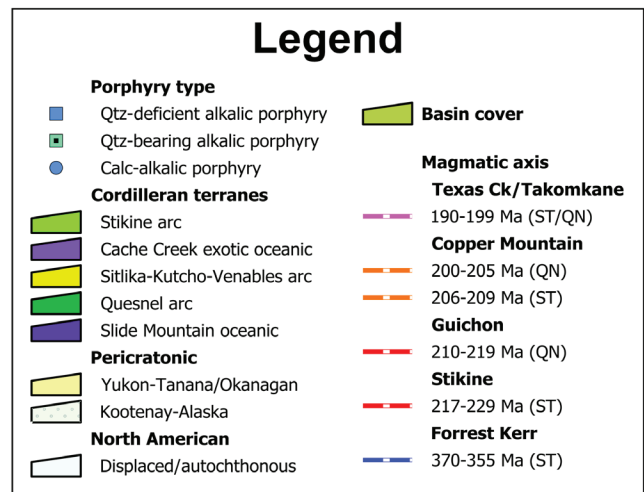 Legend
Porphyry type
Qtz-deficient alkalic porphyry
Qtz-bearing alkalic porphyry
Calc-alkalic porphyry
Cordilleran terranes
Stikine arc
Cache Creek exotic oceanic
Sitlika-Kutcho-Venables arc
Quesnel arc
Slide Mountain oceanic
Pericratonic
Yukon-Tanana/Okanagan
Kootenay-Alaska
North American
Displaced/autochthonous
Basin cover
Magmatic axis
Texas Ck/Takomkane
190-199 Ma (ST/QN)
Copper Mountain
200-205 Ma (QN)
206-209 Ma (ST)
Guichon
210-219 Ma (QN)
Stikine
217-229 Ma (ST)
Forrest Kerr
370-355 Ma (ST)